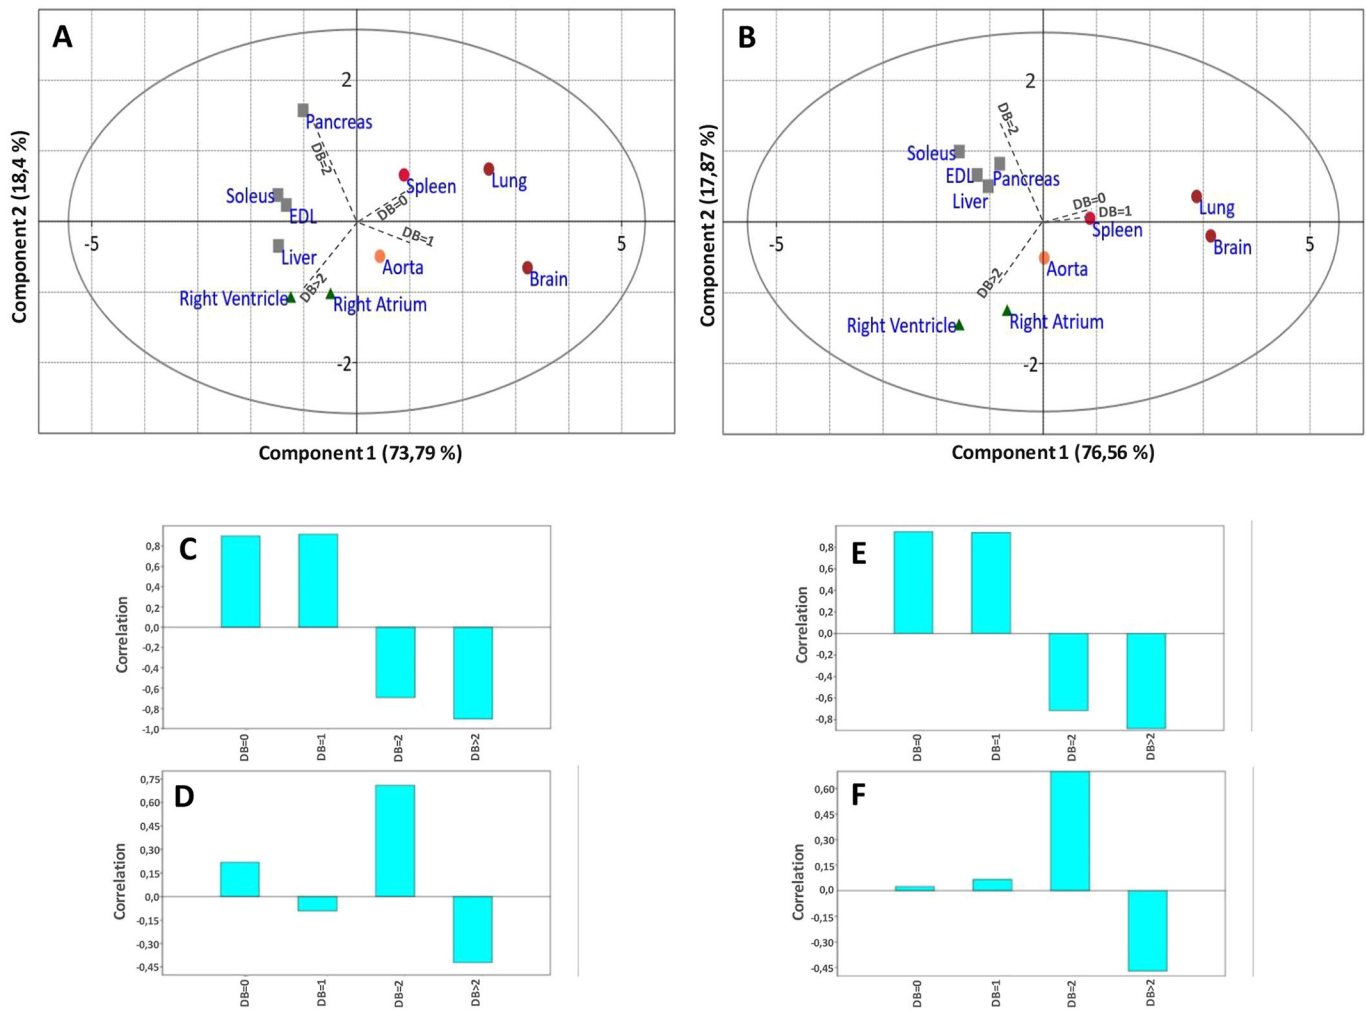 A
2
Pancreas
DB=2
Spleen
Lung
Soleus
EDL
DB=0
-5
5
DB=1
Liver
Aorta
Brain
DB>2
Right Ventricle
Right Atrium
-2
Component 2 (18,4 %)
Component 1 (73,79 %)
B
2
DB=2
Soleus
EDL
Pancreas
Liver
DB=0
DB=1
Lung
Spleen
-5
5
Brain
Aorta
DB>2
Right Ventricle
Right Atrium
-2
Component 2 (17,87 %)
Component 1 (76,56 %)
C
0,8
0,6
0,4
0,2
0,0
-0,2
-0,4
-0,6
-0,8
-1,0
Correlation
DB=0
DB=1
DB=2
DB>2
E
0,8
0,6
0,4
0,2
0,0
-0,2
-0,4
-0,6
-0,8
Correlation
DB=0
DB=1
DB=2
DB>2
D
0,75
0,60
0,45
0,30
0,15
0,0
-0,15
-0,30
-0,45
Correlation
DB=0
DB=1
DB=2
DB>2
F
0,60
0,45
0,30
0,15
0,0
-0,15
-0,30
-0,45
Correlation
DB=0
DB=1
DB=2
DB>2